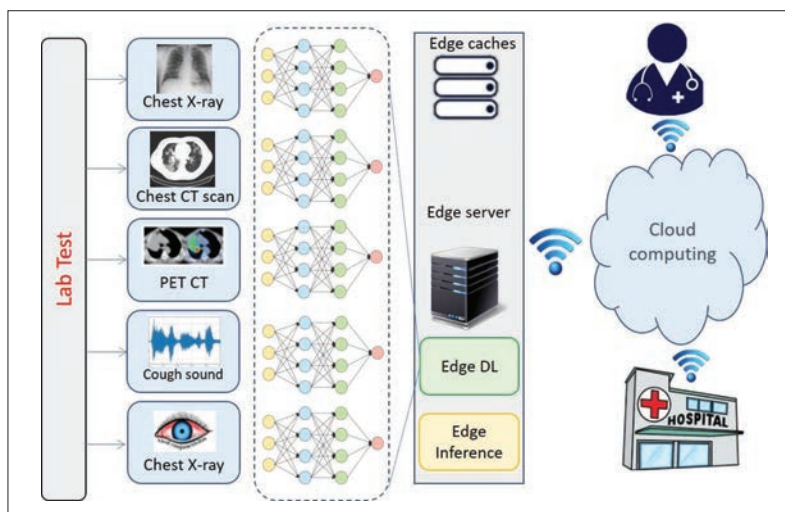 Lab Test
Chest X-ray
Chest CT scan
PET CT
Cough sound
Chest X-ray
Edge caches
Edge server
Edge DL
Edge
Inference
Cloud
computing
HOSPITAL